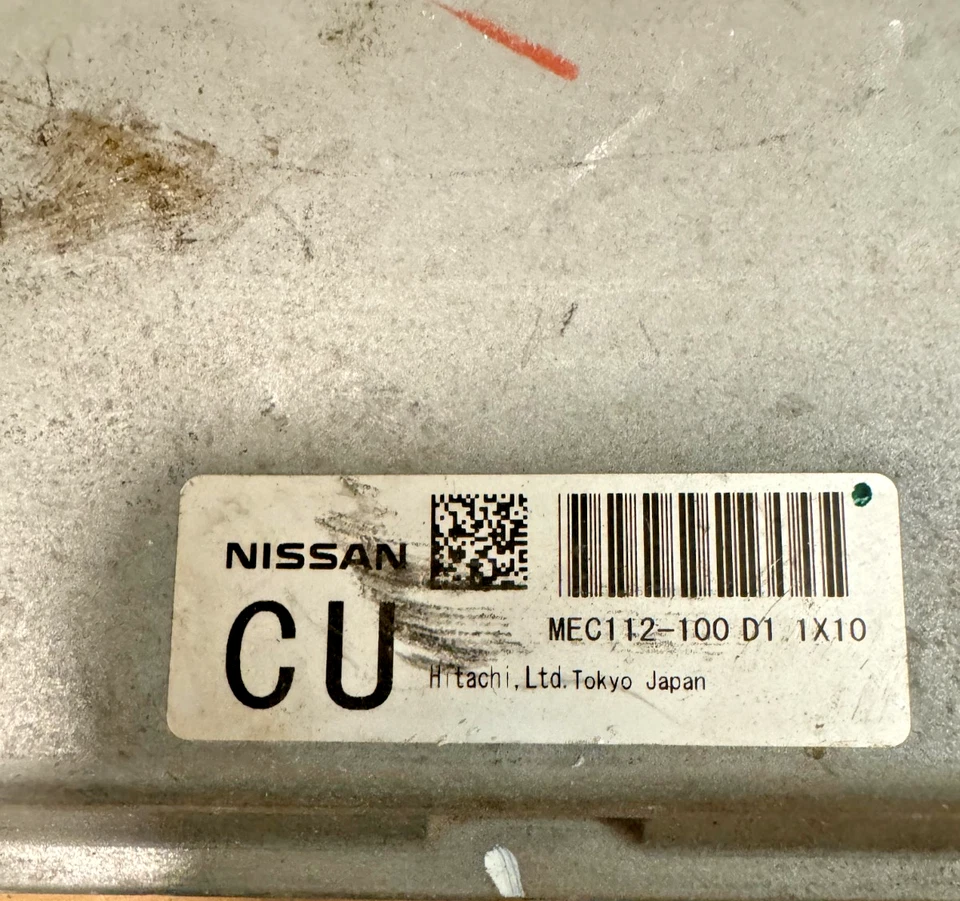 NISSAN
CU
MEC112-100 D1 1X10
Hitachi,Ltd.Tokyo Japan